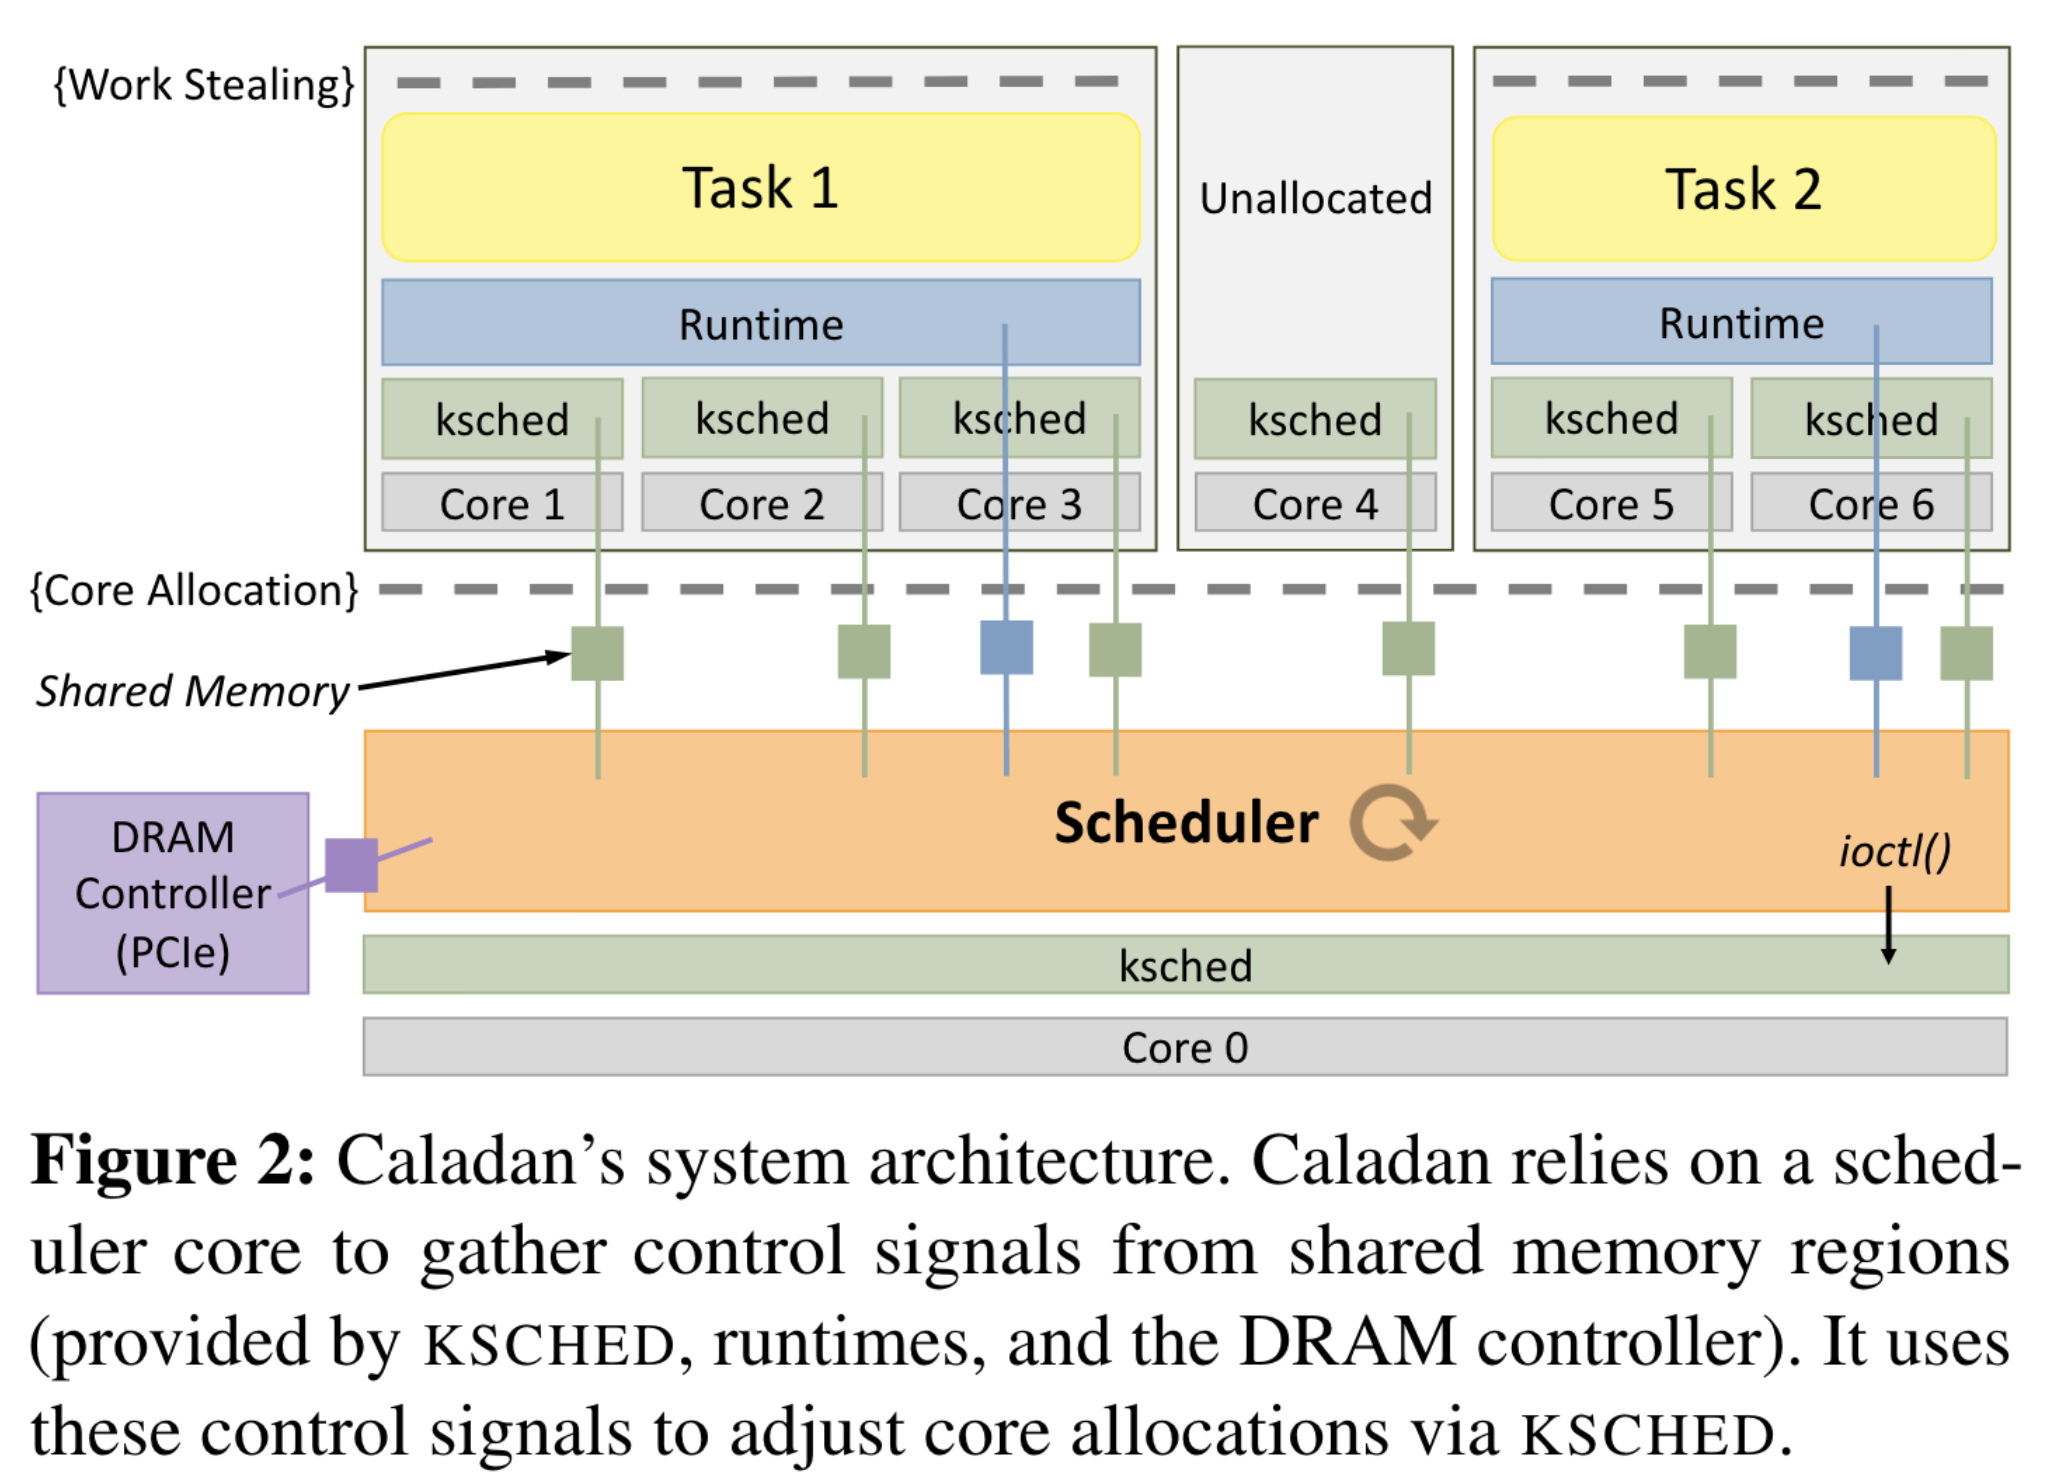 {Work Stealing}
Task 1
Unallocated
Task 2
Runtime
Runtime
ksched ksched ksched ksched ksched ksched
Core 1 Core 2 Core 3 Core 4 Core 5 Core 6
{Core Allocation}
Shared Memory
Scheduler
ioctl()
DRAM
Controller
(PCIe)
ksched
Core 0
Figure 2: Caladan’s system architecture. Caladan relies on a sched-
uler core to gather control signals from shared memory regions
(provided by KSCHED, runtimes, and the DRAM controller). It uses
these control signals to adjust core allocations via KSCHED.